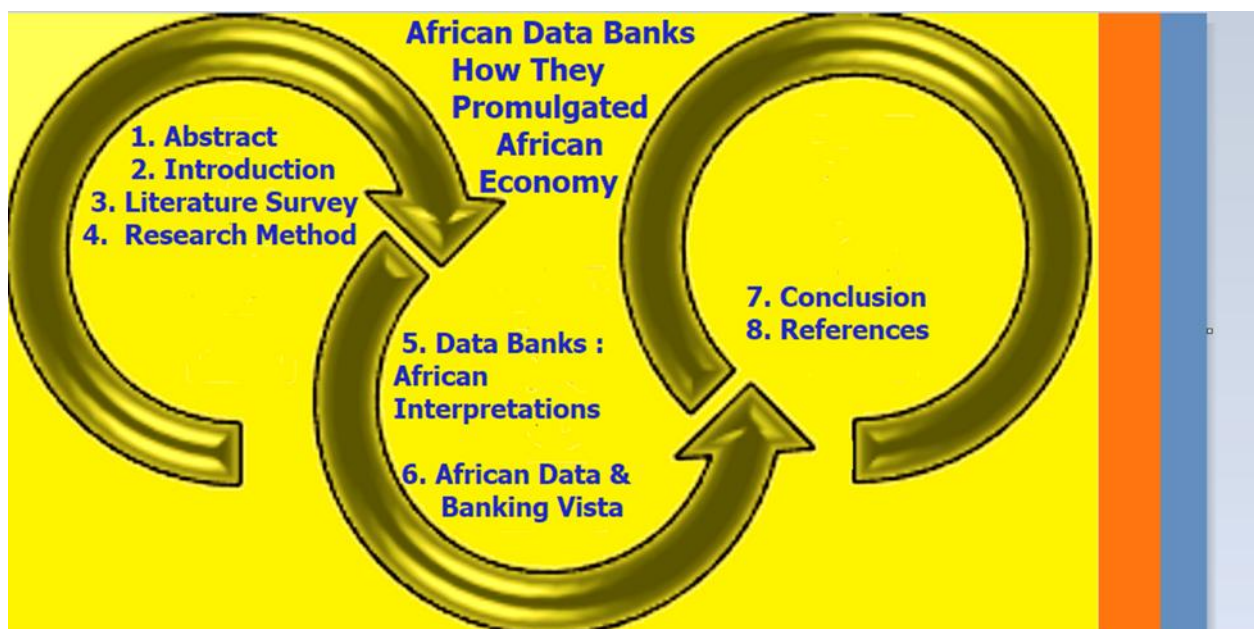 African Data Banks
How They
Promulgated
African
Economy
1. Abstract
2. Introduction
3. Literature Survey
4. Research Method
5. Data Banks :
African
Interpretations
6. African Data &
Banking Vista
7. Conclusion
8. References